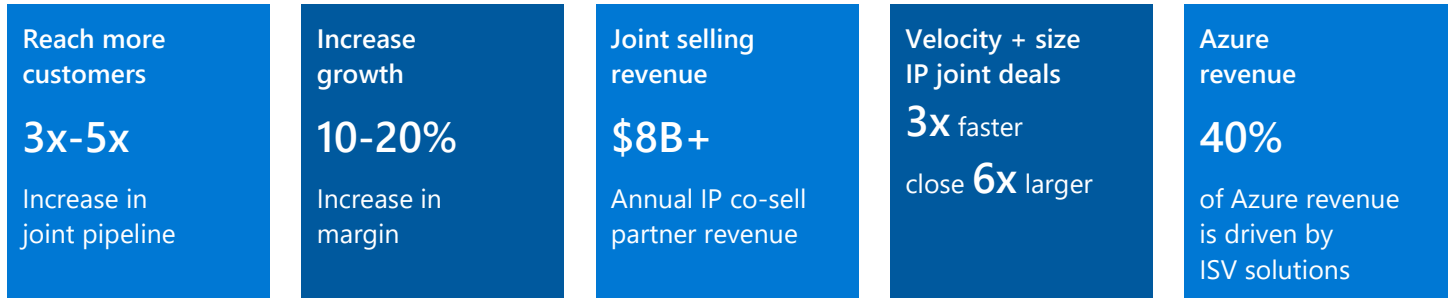 Reach more
customers
3x-5x
Increase in
joint pipeline
Increase
growth
10-20%
Increase in
margin
Joint selling
revenue
$8B+
Annual IP co-sell
partner revenue
Velocity + size
IP joint deals
3x faster
close 6x larger
Azure
revenue
40%
of Azure revenue
is driven by
ISV solutions